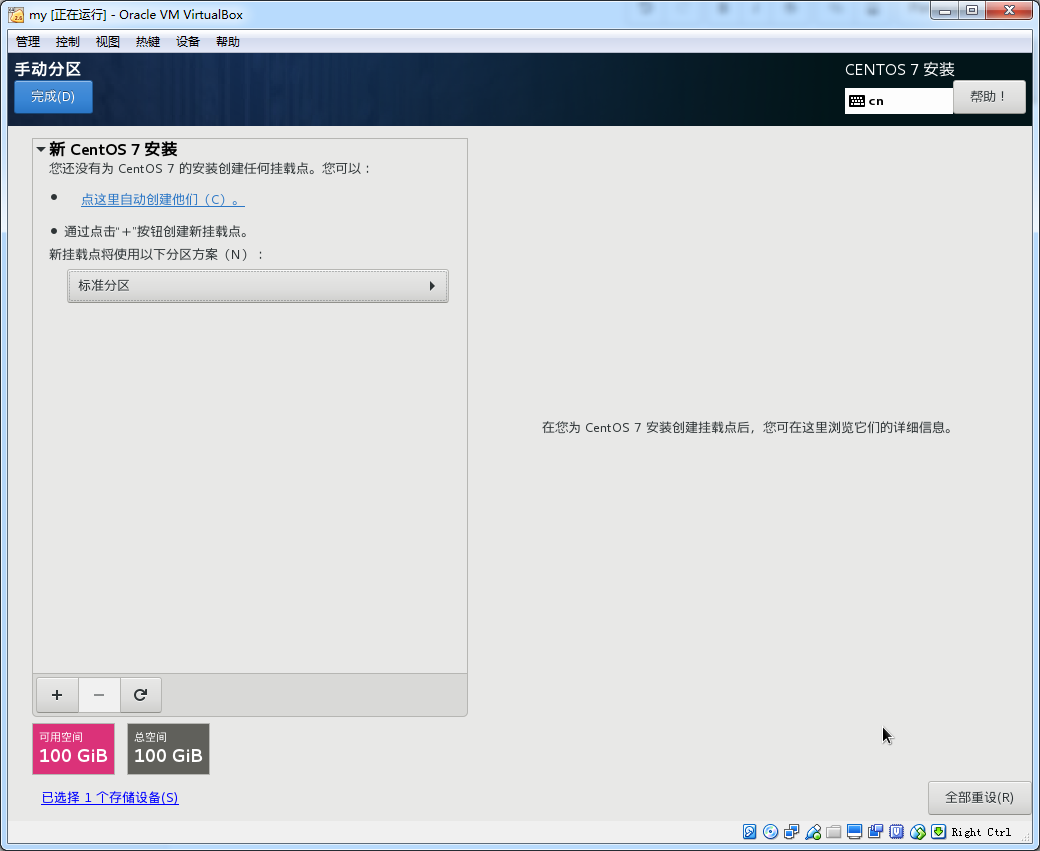 my [正在运行] - Oracle VM VirtualBox
管理 控制 视图 热键 设备 帮助
手动分区
CENTOS 7 安装
完成(D)
cn
帮助！
新 CentOS 7 安装
您还没有为 CentOS 7 的安装创建任何挂载点。您可以：
点这里自动创建他们（C）。
通过点击“+”按钮创建新挂载点。
新挂载点将使用以下分区方案（N）：
标准分区
在您为 CentOS 7 安装创建挂载点后，您可在这里浏览它们的详细信息。
可用空间
100 GiB
总空间
100 GiB
已选择 1 个存储设备(S)
全部重设(R)
Right Ctrl